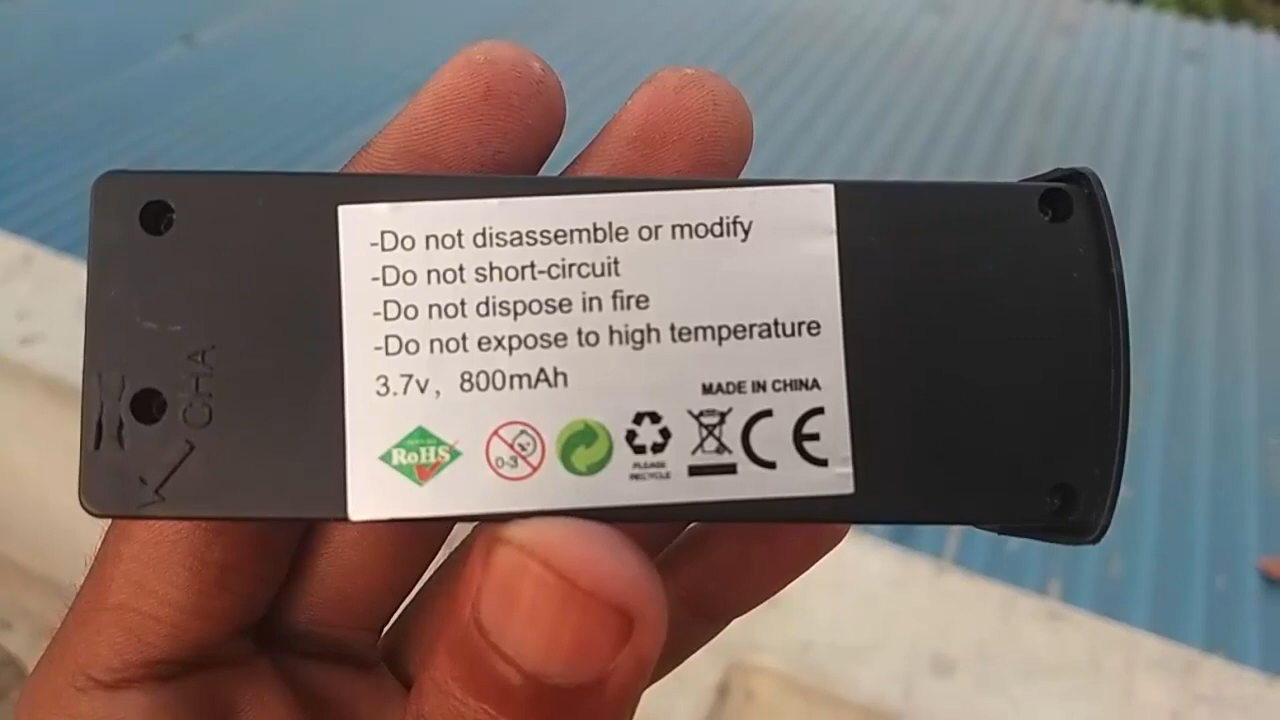 -Do not disassemble or modify
-Do not short-circuit
-Do not dispose in fire
-Do not expose to high temperature
3.7v, 800mAh
MADE IN CHINA
RoHS
0-3
PLEASE
RECYCLE
CE
CHA